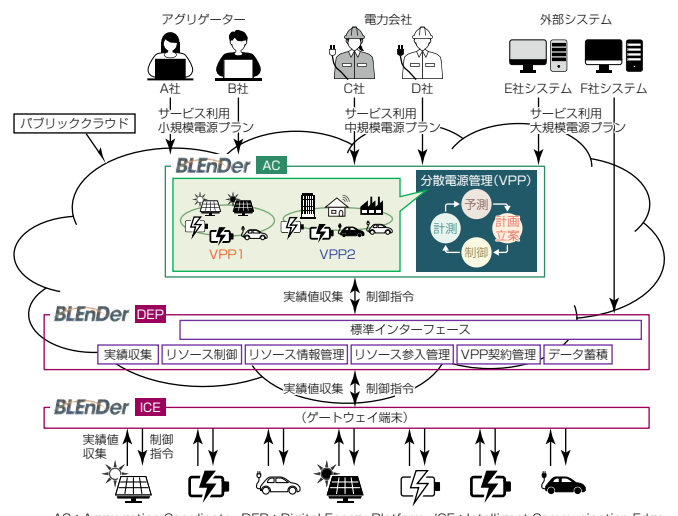 アグリゲーター
電力会社
外部システム
A社
B社
C社
D社
E社システム
F社システム
サービス利用
小規模電源プラン
サービス利用
中規模電源プラン
サービス利用
大規模電源プラン
パブリッククラウド
BLEnDer AC
分散電源管理(VPP)
予測
計測
計画
立案
制御
VPP1
VPP2
実績値収集
制御指令
BLEnDer DEP
標準インターフェース
実績収集
リソース制御
リソース情報管理
リソース参入管理
VPP契約管理
データ蓄積
実績値収集
制御指令
BLEnDer ICE
(ゲートウェイ端末)
実績値
収集
制御
指令